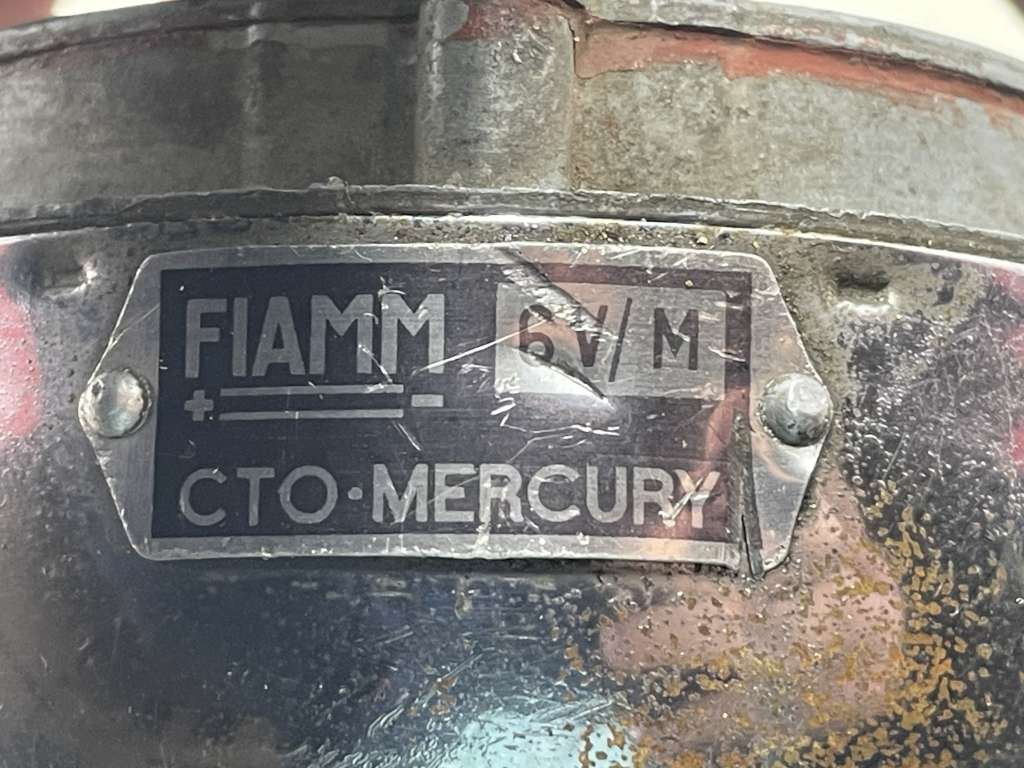 FIAMM 6V/M
+ -
CTO·MERCURY